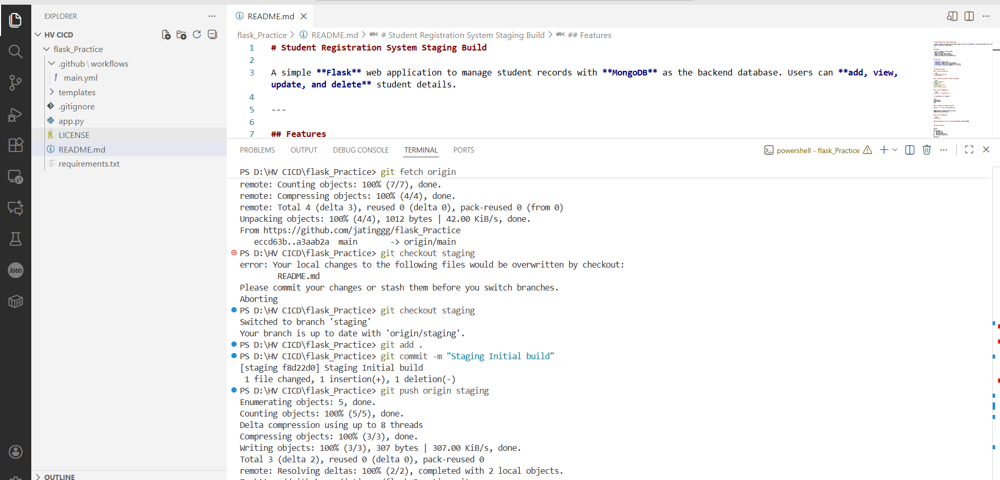 EXPLORER
···
HV CICD
flask_Practice
.github\workflows
! main.yml
templates
.gitignore
app.py
LICENSE
README.md
requirements.txt
OUTLINE
Json
README.md
flask_Practice > README.md > abc # Student Registration System Staging Build > abc ## Features
1 # Student Registration System Staging Build
2
3 A simple **Flask** web application to manage student records with **MongoDB** as the backend database. Users can **add, view,
update, and delete** student details.
4
5 ---
6
7 ## Features
PROBLEMS OUTPUT DEBUG CONSOLE TERMINAL PORTS
powershell - flask_Practice
PS D:\HV CICD\flask_Practice> git fetch origin
remote: Counting objects: 100% (7/7), done.
remote: Compressing objects: 100% (4/4), done.
remote: Total 4 (delta 3), reused 0 (delta 0), pack-reused 0 (from 0)
Unpacking objects: 100% (4/4), 1012 bytes | 42.00 KiB/s, done.
From https://github.com/jatinggg/flask_Practice
eccd63b..a3aab2a  main       -> origin/main
PS D:\HV CICD\flask_Practice> git checkout staging
error: Your local changes to the following files would be overwritten by checkout:
README.md
Please commit your changes or stash them before you switch branches.
Aborting
PS D:\HV CICD\flask_Practice> git checkout staging
Switched to branch 'staging'
Your branch is up to date with 'origin/staging'.
PS D:\HV CICD\flask_Practice> git add .
PS D:\HV CICD\flask_Practice> git commit -m "Staging Initial build"
[staging f8d22d0] Staging Initial build
1 file changed, 1 insertion(+), 1 deletion(-)
PS D:\HV CICD\flask_Practice> git push origin staging
Enumerating objects: 5, done.
Counting objects: 100% (5/5), done.
Delta compression using up to 8 threads
Compressing objects: 100% (3/3), done.
Writing objects: 100% (3/3), 307 bytes | 307.00 KiB/s, done.
Total 3 (delta 2), reused 0 (delta 0), pack-reused 0
remote: Resolving deltas: 100% (2/2), completed with 2 local objects.